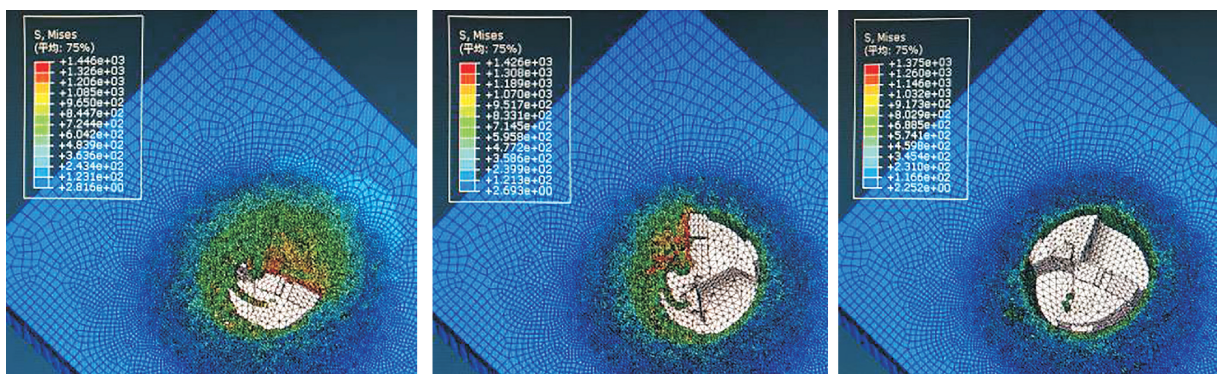 S, Mises
(平均: 75%)
+1.446e+03
+1.326e+03
+1.206e+03
+1.085e+03
+9.650e+02
+8.447e+02
+7.244e+02
+6.042e+02
+4.839e+02
+3.636e+02
+2.434e+02
+1.231e+02
+2.816e+00
S, Mises
(平均: 75%)
+1.426e+03
+1.308e+03
+1.189e+03
+1.070e+03
+9.517e+02
+8.331e+02
+7.145e+02
+5.958e+02
+4.772e+02
+3.586e+02
+2.399e+02
+1.213e+02
+2.693e+00
S, Mises
(平均: 75%)
+1.375e+03
+1.260e+03
+1.146e+03
+1.032e+03
+9.173e+02
+8.029e+02
+6.885e+02
+5.741e+02
+4.598e+02
+3.454e+02
+2.310e+02
+1.166e+02
+2.252e+00